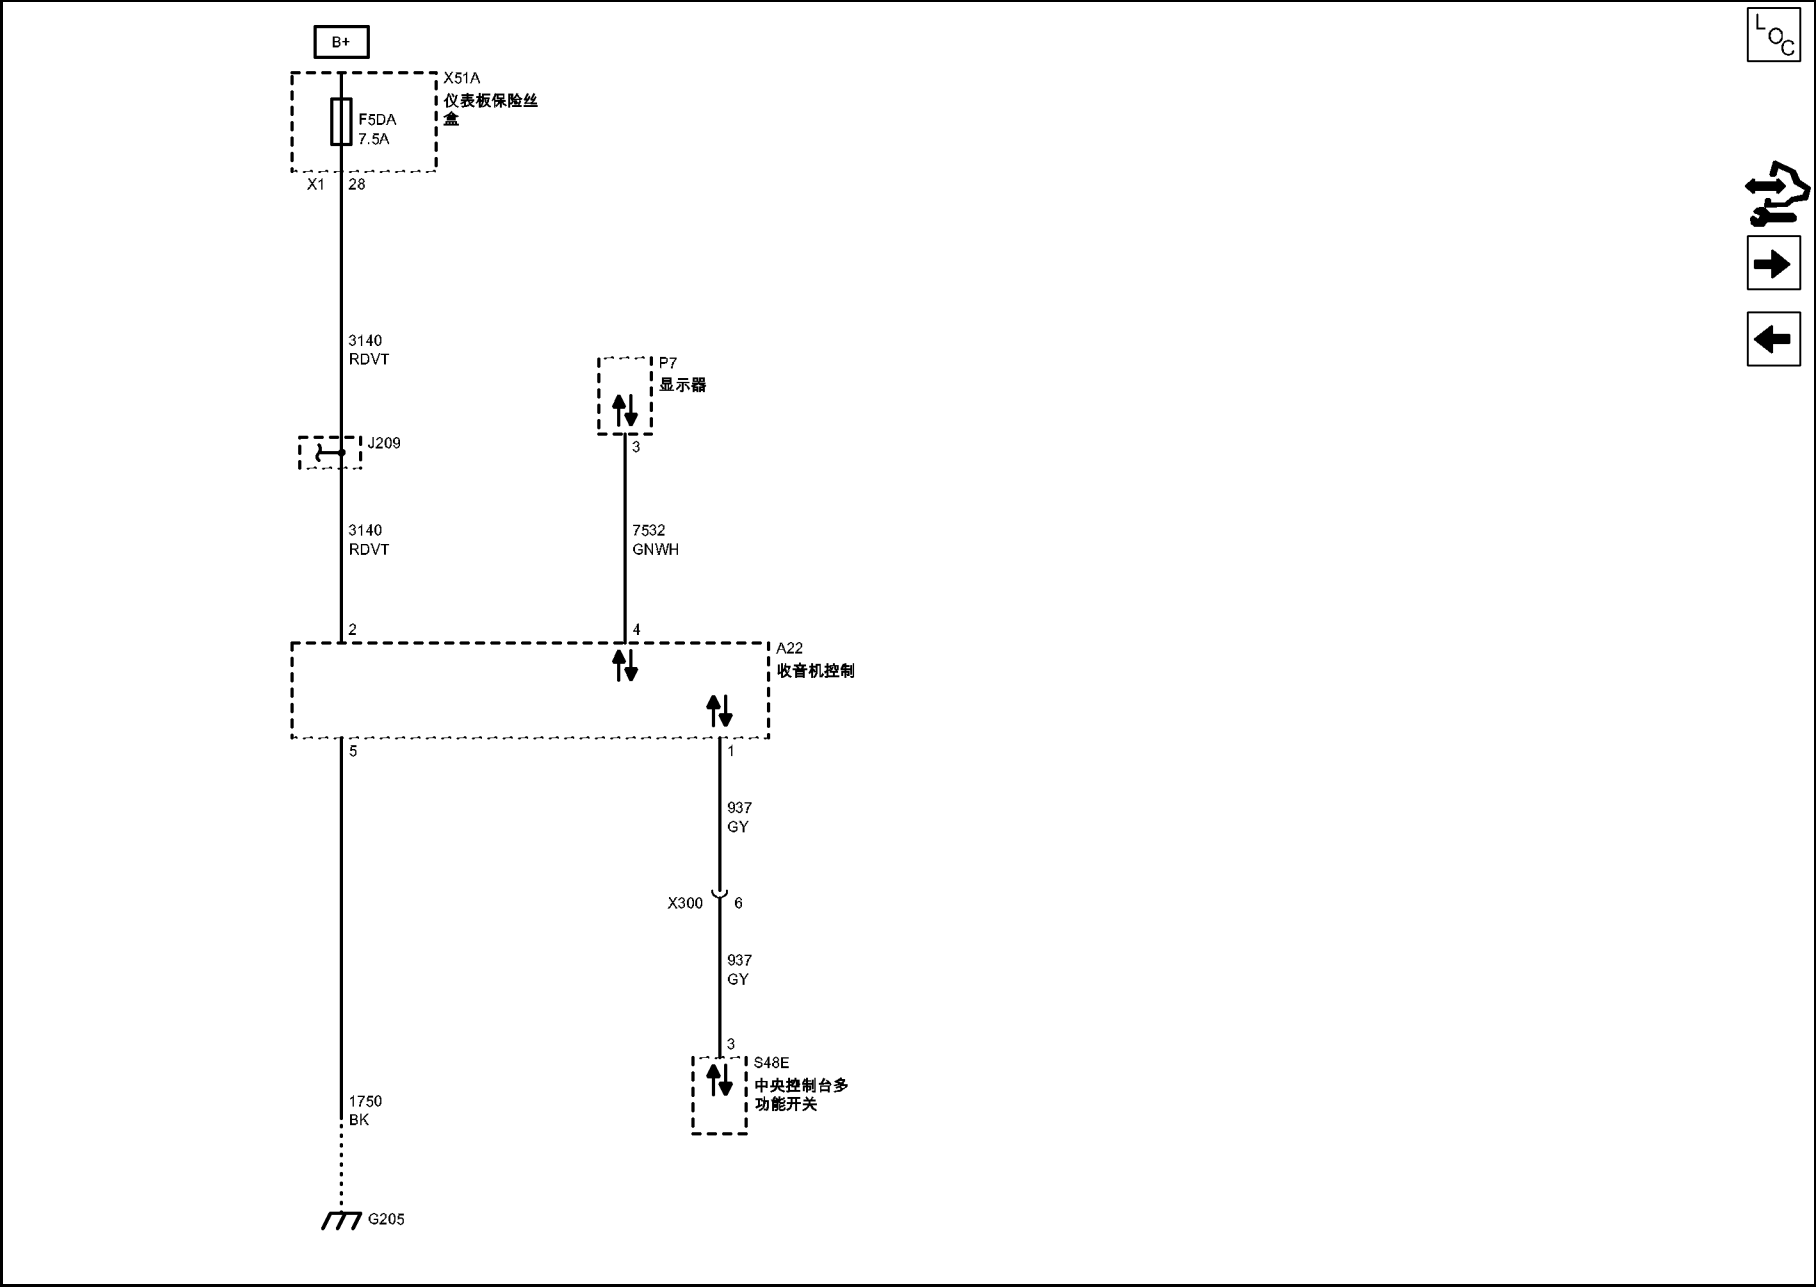 B+
X51A
仪表板保险丝
盒
F5DA
7.5A
X1
28
3140
RDVT
J209
3140
RDVT
2
P7
显示器
3
7532
GNWH
4
A22
收音机控制
5
1
937
GY
X300
6
937
GY
3
S48E
中央控制台多
功能开关
1750
BK
G205
LOC